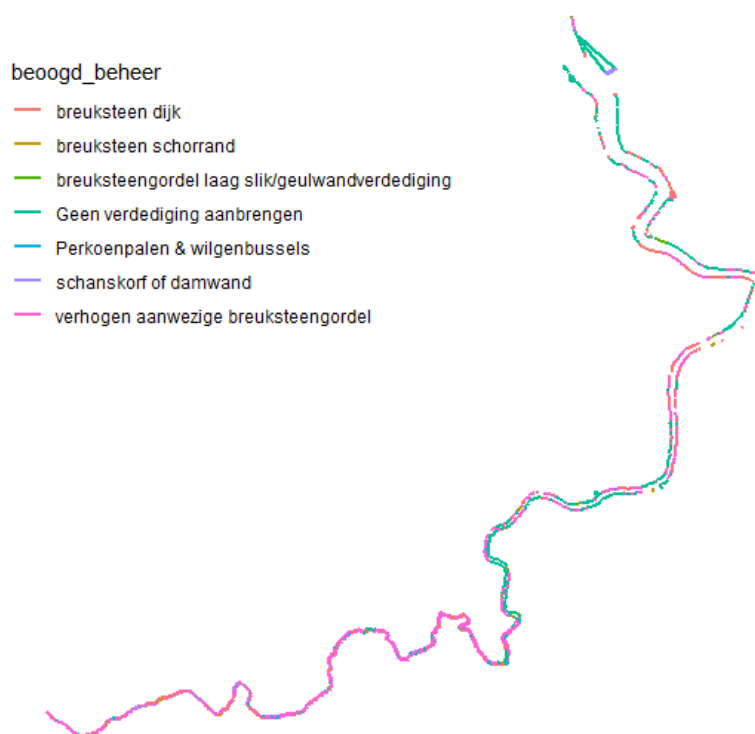 beoogd_beheer
breuksteen dijk
breuksteen schorrand
breuksteengordel laag slik/geulwandverdediging
Geen verdediging aanbrengen
Perkoenpalen & wilgenbussels
schanskorf of damwand
verhogen aanwezige breuksteengordel